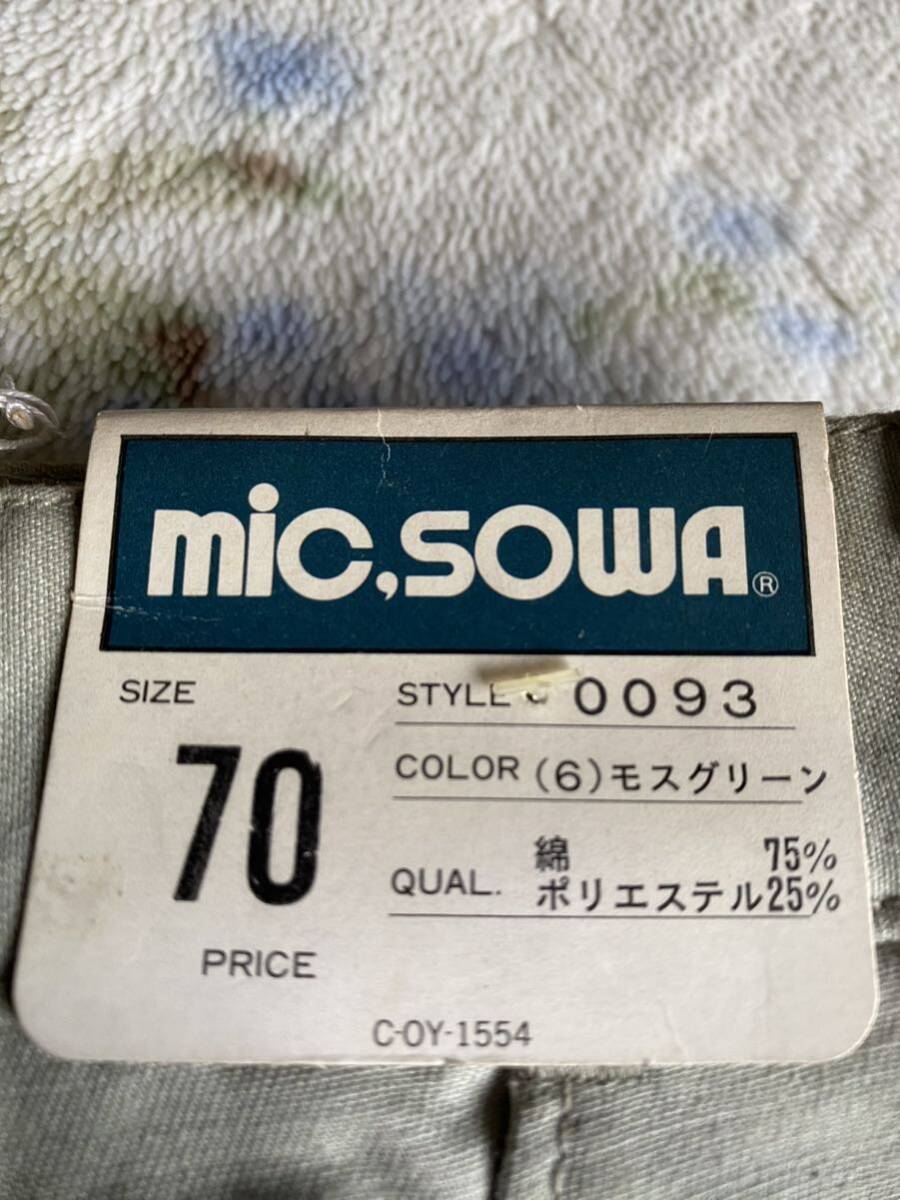 mic,SOWA®
SIZE
70
PRICE
STYLE 0093
COLOR (6)モスグリーン
QUAL. 綿 75%
ポリエステル25%
C-OY-1554